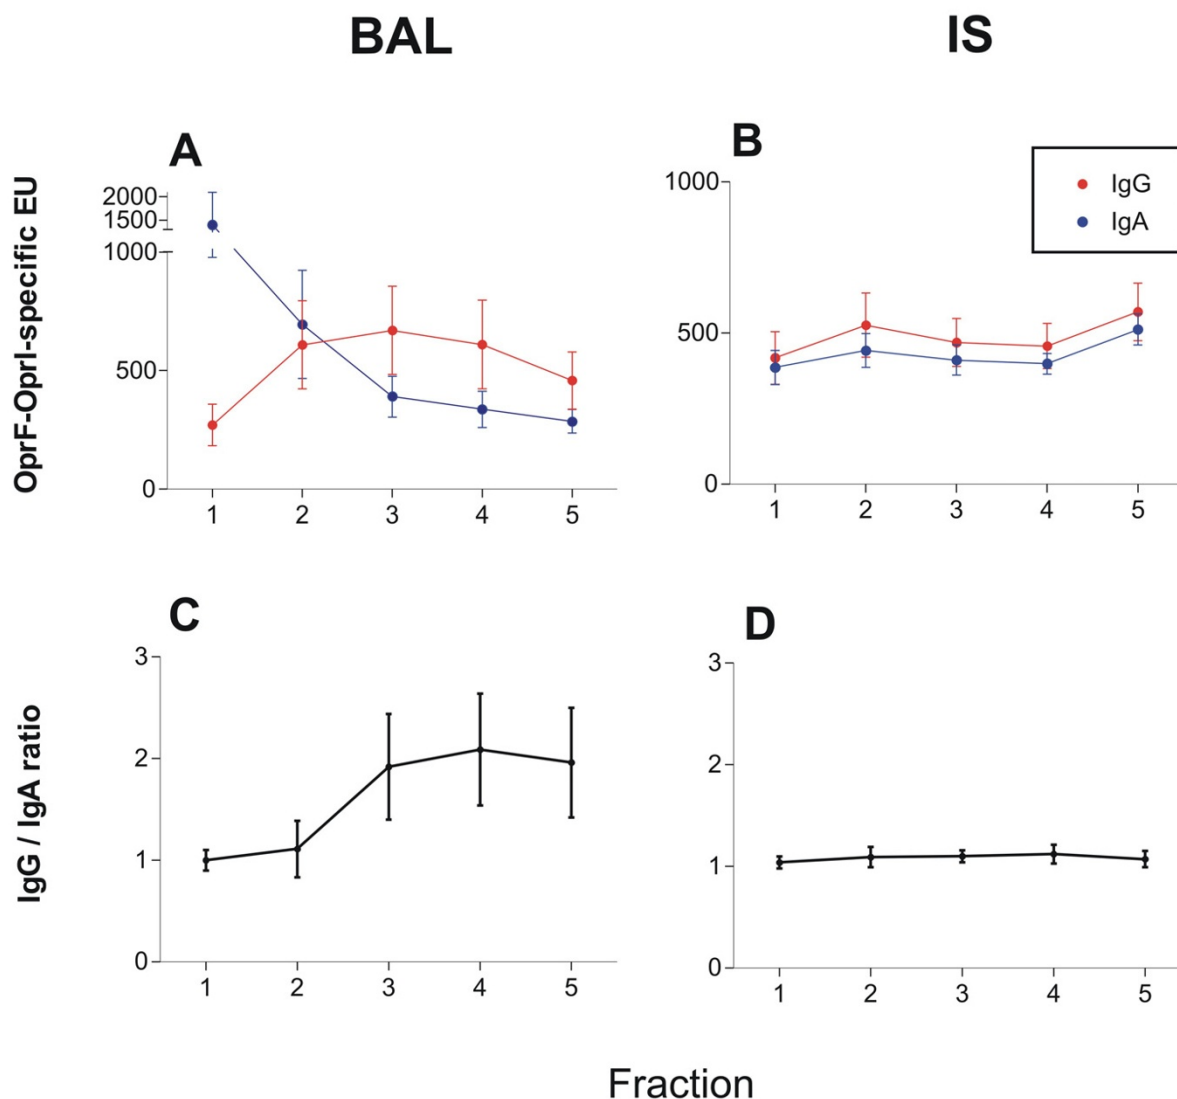 BAL
IS
OprF-OprI-specific EU
A
2000
1500
1000
500
0
1 2 3 4 5
B
1000
500
0
1 2 3 4 5
IgG
IgA
IgG / IgA ratio
C
3
2
1
0
1 2 3 4 5
D
3
2
1
0
1 2 3 4 5
Fraction